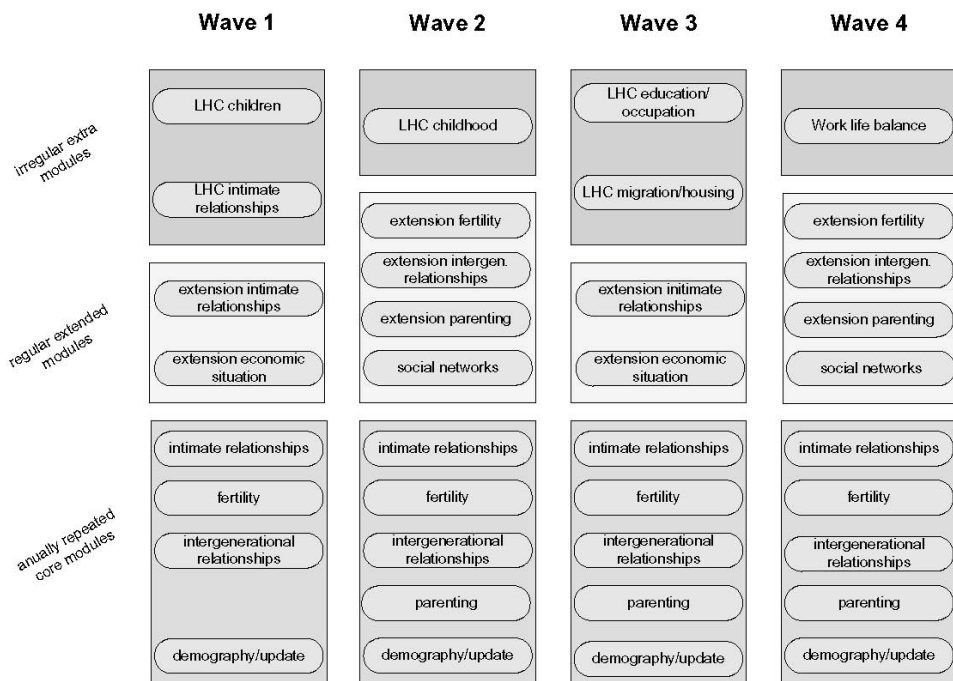 Wave 1
Wave 2
Wave 3
Wave 4
irregular extra
modules
LHC children
LHC intimate
relationships
LHC childhood
LHC education/
occupation
LHC migration/housing
Work life balance
regular extended
modules
extension intimate
relationships
extension economic
situation
extension fertility
extension intergen.
relationships
extension parenting
social networks
extension initimate
relationships
extension economic
situation
extension fertility
extension intergen.
relationships
extension parenting
social networks
anually repeated
core modules
intimate relationships
fertility
intergenerational
relationships
demography/update
intimate relationships
fertility
intergenerational
relationships
parenting
demography/update
intimate relationships
fertility
intergenerational
relationships
parenting
demography/update
intimate relationships
fertility
intergenerational
relationships
parenting
demography/update